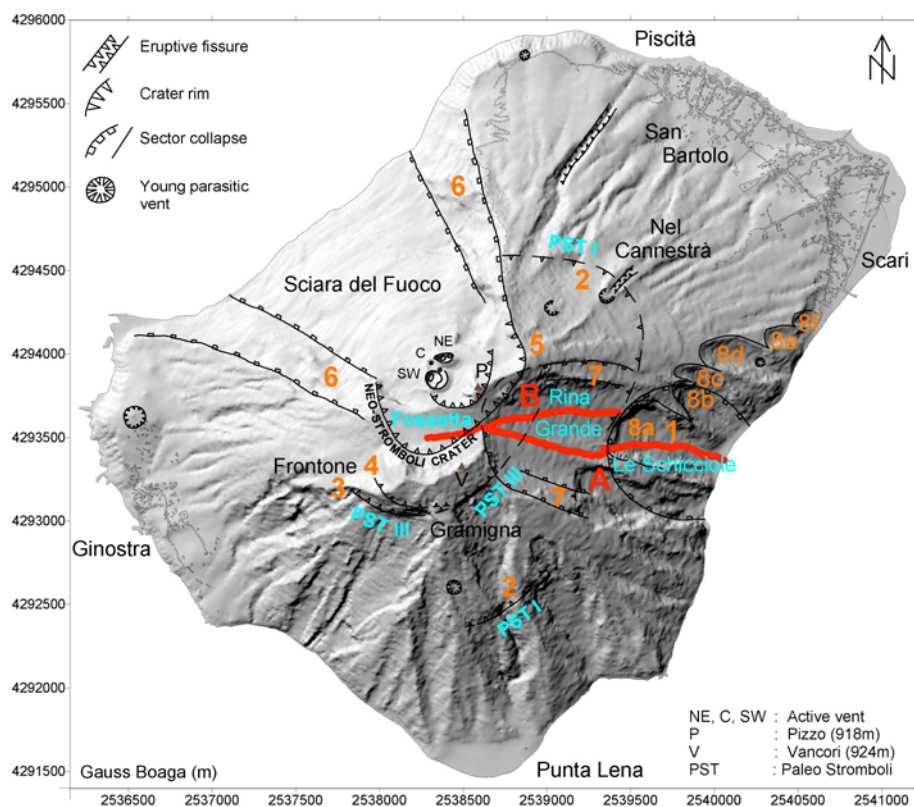 4296000
4295500
4295000
4294500
4294000
4293500
4293000
4292500
4292000
4291500
Eruptive fissure
Crater rim
Sector collapse
Young parasitic
vent
N
Piscità
San
Bartolo
6
PST I
Nel
Cannestrà
2
Scari
Sciara del Fuoco
8f
8e
8d
8c
8b
5
NE
C
SW
P
6
7
B
Rina
Fossetta
NEO-STROMBOLI CRATER
Grande
8a
1
Le Schicciole
Frontone
4
3
V
A
PST III
7
PST III
Gramigna
Ginostra
2
PST I
NE, C, SW : Active vent
P : Pizzo (918m)
V : Vancori (924m)
PST : Paleo Stromboli
Gauss Boaga (m)
Punta Lena
2536500 2537000 2537500 2538000 2538500 2539000 2539500 2540000 2540500 2541000